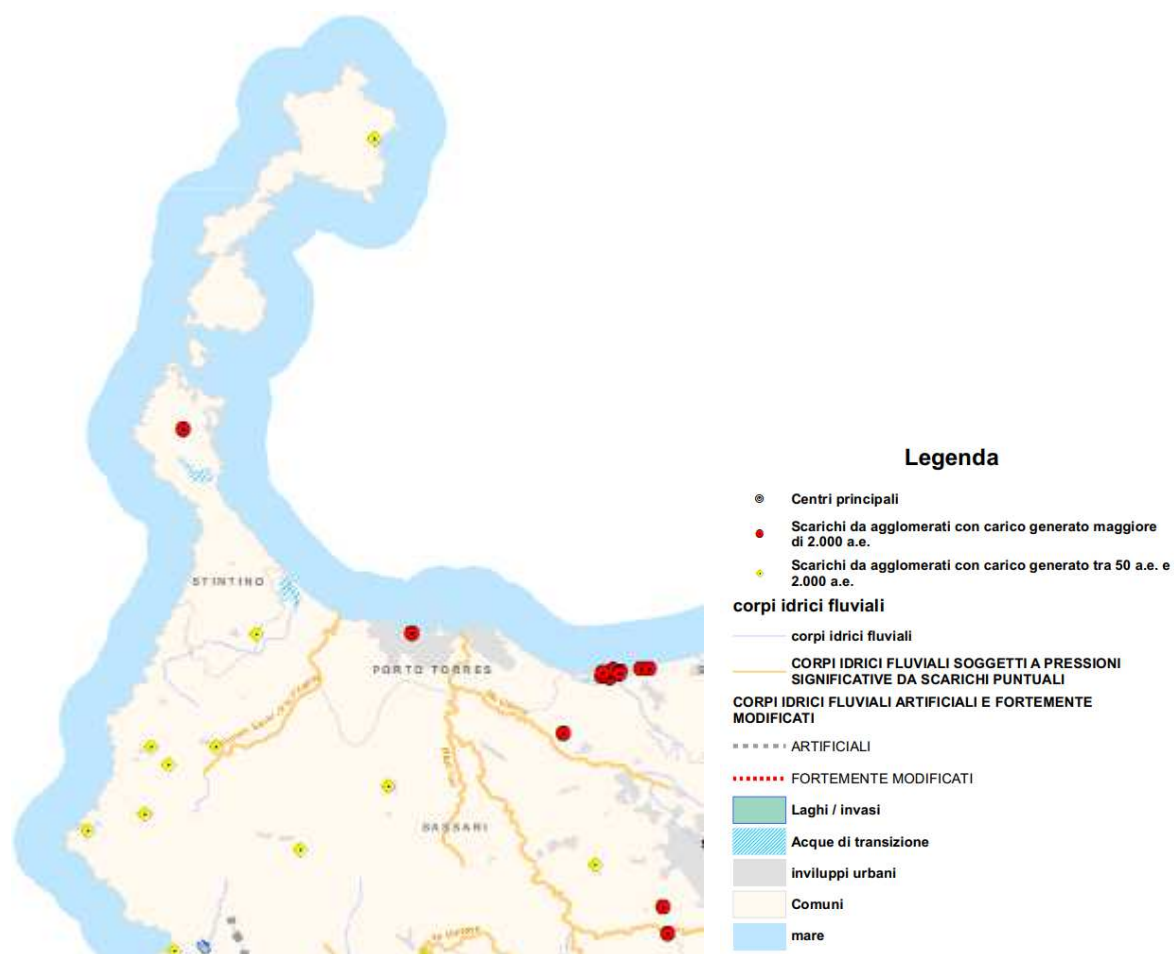 STINTINO
PORTO TORRES
SASSARI
Legenda
Centri principali
Scarichi da agglomerati con carico generato maggiore
di 2.000 a.e.
Scarichi da agglomerati con carico generato tra 50 a.e. e
2.000 a.e.
corpi idrici fluviali
corpi idrici fluviali
CORPI IDRICI FLUVIALI SOGGETTI A PRESSIONI
SIGNIFICATIVE DA SCARICHI PUNTUALI
CORPI IDRICI FLUVIALI ARTIFICIALI E FORTEMENTE
MODIFICATI
ARTIFICIALI
FORTEMENTE MODIFICATI
Laghi / invasi
Acque di transizione
inviluppi urbani
Comuni
mare